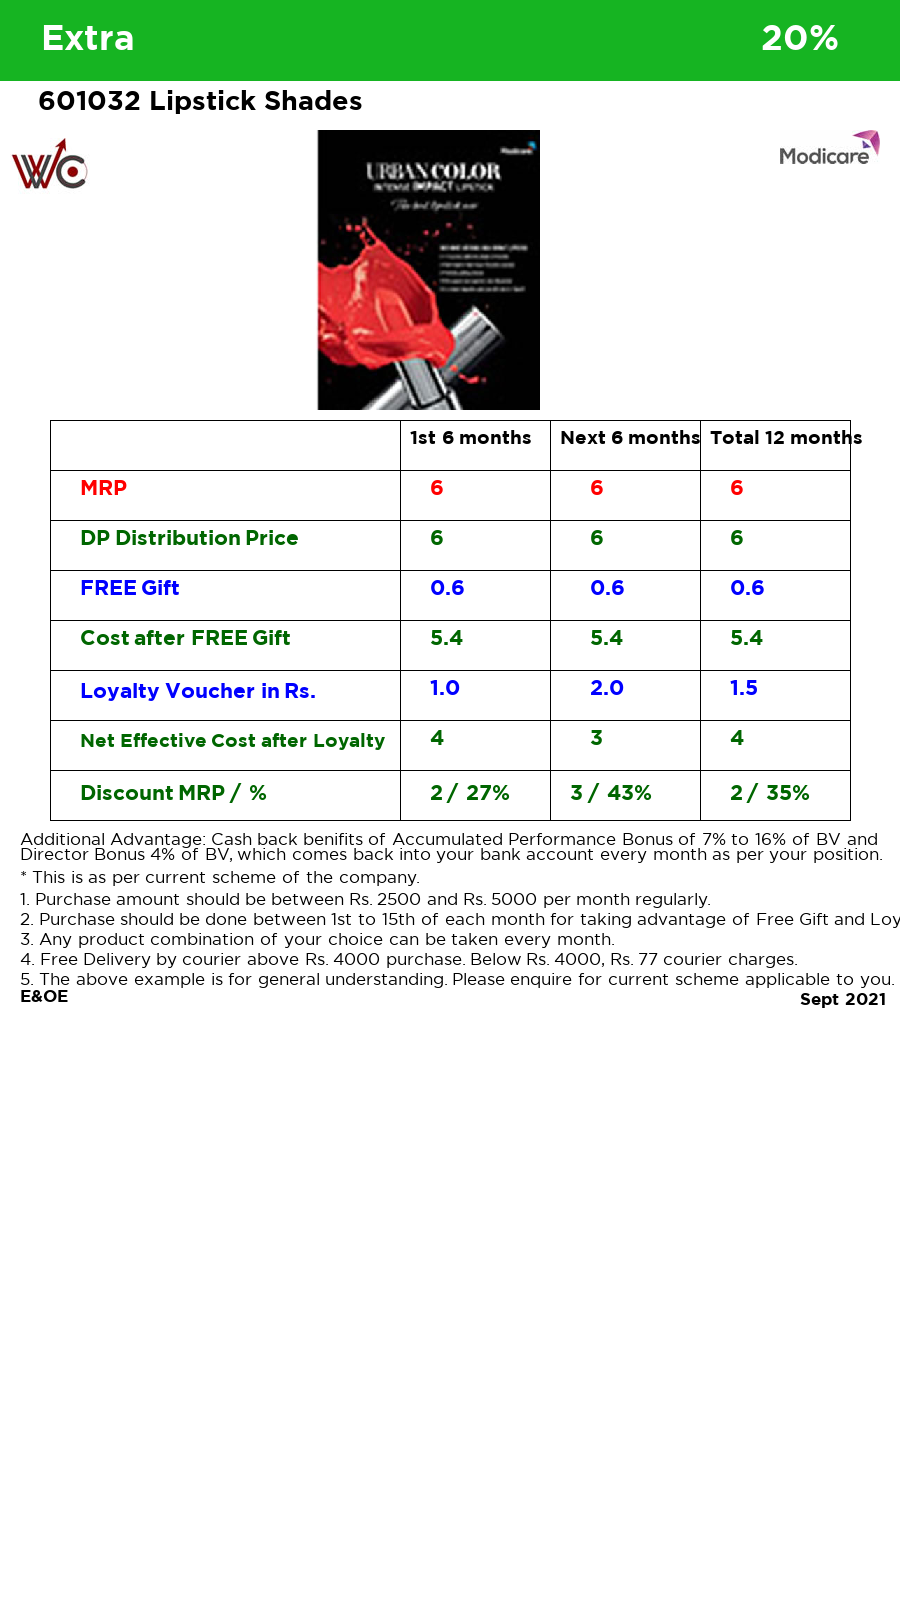 Extra 20%
601032 Lipstick Shades
WC
Modicare
Modicare
URBAN COLOR
INTENSE IMPACT LIPSTICK
The best lipstick ever
1st 6 months Next 6 months Total 12 months
MRP 6 6 6
DP Distribution Price 6 6 6
FREE Gift 0.6 0.6 0.6
Cost after FREE Gift 5.4 5.4 5.4
Loyalty Voucher in Rs. 1.0 2.0 1.5
Net Effective Cost after Loyalty 4 3 4
Discount MRP / % 2 / 27% 3 / 43% 2 / 35%
Additional Advantage: Cash back benifits of Accumulated Performance Bonus of 7% to 16% of BV and
Director Bonus 4% of BV, which comes back into your bank account every month as per your position.
* This is as per current scheme of the company.
1. Purchase amount should be between Rs. 2500 and Rs. 5000 per month regularly.
2. Purchase should be done between 1st to 15th of each month for taking advantage of Free Gift and Loy
3. Any product combination of your choice can be taken every month.
4. Free Delivery by courier above Rs. 4000 purchase. Below Rs. 4000, Rs. 77 courier charges.
5. The above example is for general understanding. Please enquire for current scheme applicable to you.
E&OE
Sept 2021